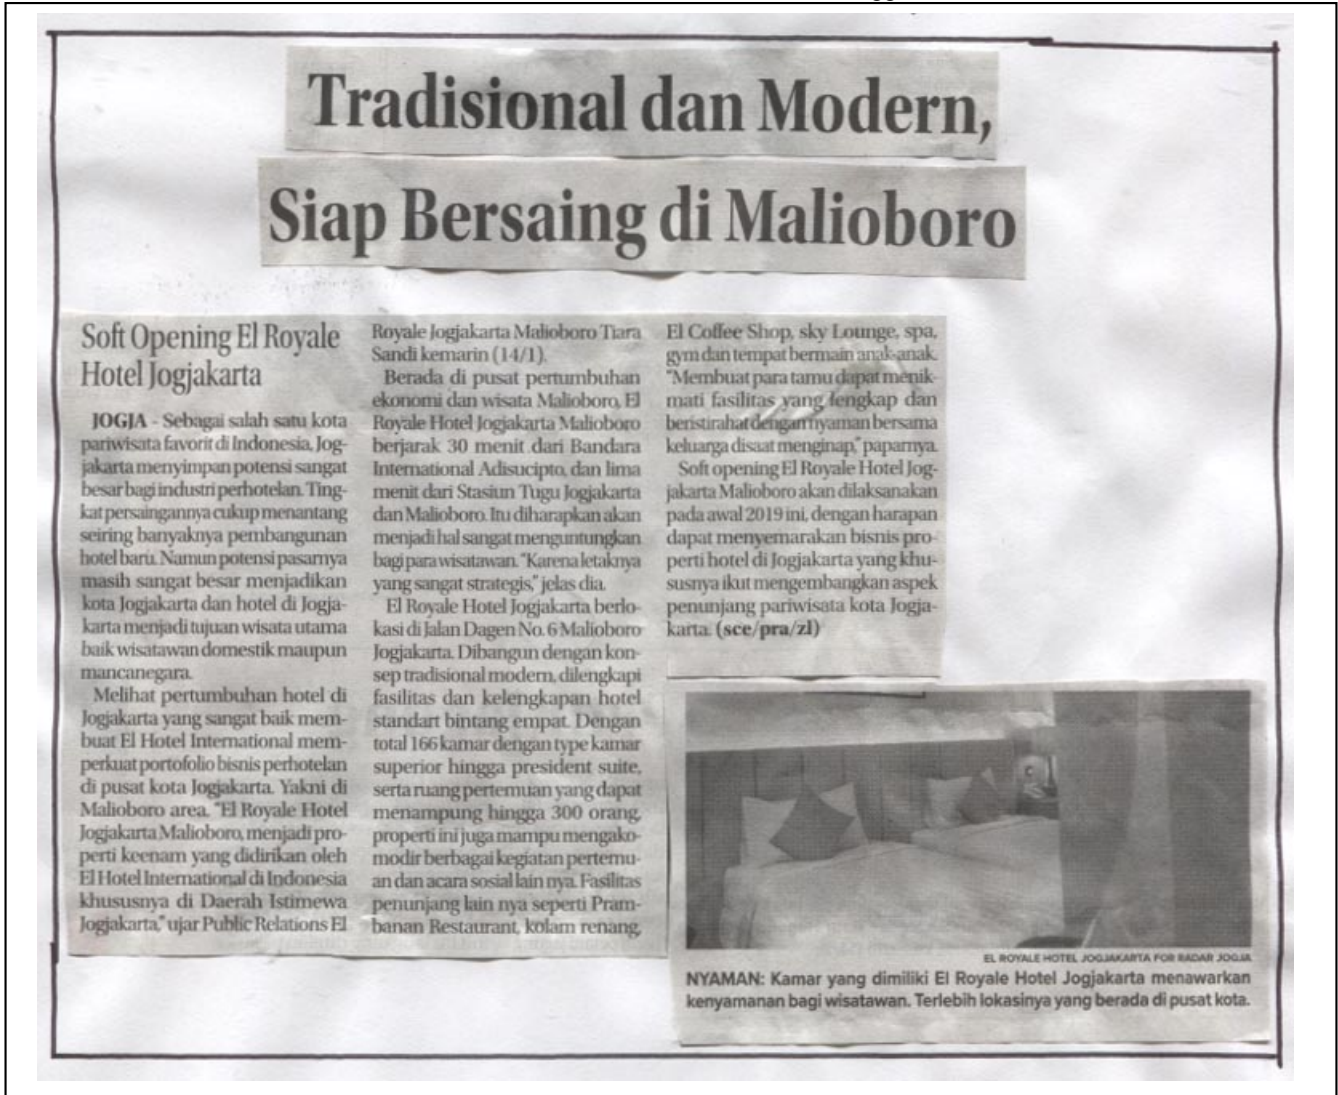 Tradisional dan Modern,
Siap Bersaing di Malioboro
Soft Opening El Royale
Hotel Jogjakarta
JOGJA - Sebagai salah satu kota
pariwisata favorit di Indonesia, Jog-
jakarta menyimpan potensi sangat
besar bagi industri perhotelan. Ting-
kat persaingannya cukup menantang
seiring banyaknya pembangunan
hotel baru. Namun potensi pasarnya
masih sangat besar menjadikan
kota Jogjakarta dan hotel di Jogja-
karta menjadi tujuan wisata utama
baik wisatawan domestik maupun
mancanegara.
Melihat pertumbuhan hotel di
Jogjakarta yang sangat baik mem-
buat El Hotel International mem-
perkuat portofolio bisnis perhotelan
di pusat kota Jogjakarta. Yakni di
Malioboro area. "El Royale Hotel
Jogjakarta Malioboro, menjadi pro-
perti keenam yang didirikan oleh
El Hotel International di Indonesia
khususnya di Daerah Istimewa
Jogjakarta," ujar Public Relations El
Royale Jogjakarta Malioboro Tiara
Sandi kemarin (14/1).
Berada di pusat pertumbuhan
ekonomi dan wisata Malioboro, El
Royale Hotel Jogjakarta Malioboro
berjarak 30 menit dari Bandara
International Adisucipto, dan lima
menit dari Stasiun Tugu Jogjakarta
dan Malioboro. Itu diharapkan akan
menjadi hal sangat menguntungkan
bagi para wisatawan. "Karena letaknya
yang sangat strategis," jelas dia.
El Royale Hotel Jogjakarta berlo-
kasi di Jalan Dagen No. 6 Malioboro
Jogjakarta. Dibangun dengan kon-
sep tradisional modern, dilengkapi
fasilitas dan kelengkapan hotel
standart bintang empat. Dengan
total 166 kamar dengan type kamar
superior hingga president suite,
serta ruang pertemuan yang dapat
menampung hingga 300 orang,
properti ini juga mampu mengako-
modir berbagai kegiatan pertemu-
an dan acara sosial lain nya. Fasilitas
penunjang lain nya seperti Pram-
banan Restaurant, kolam renang,
El Coffee Shop, sky Lounge, spa,
gym dan tempat bermain anak-anak.
"Membuat para tamu dapat menik-
mati fasilitas yang lengkap dan
beristirahat dengan nyaman bersama
keluarga disaat menginap," paparnya.
Soft opening El Royale Hotel Jog-
jakarta Malioboro akan dilaksanakan
pada awal 2019 ini, dengan harapan
dapat menyemarakan bisnis pro-
perti hotel di Jogjakarta yang khu-
susnya ikut mengembangkan aspek
penunjang pariwisata kota Jogja-
karta. (sce/pra/zl)
EL ROYALE HOTEL JOGJAKARTA FOR RADAR JOGJA
NYAMAN: Kamar yang dimiliki El Royale Hotel Jogjakarta menawarkan
kenyamanan bagi wisatawan. Terlebih lokasinya yang berada di pusat kota.